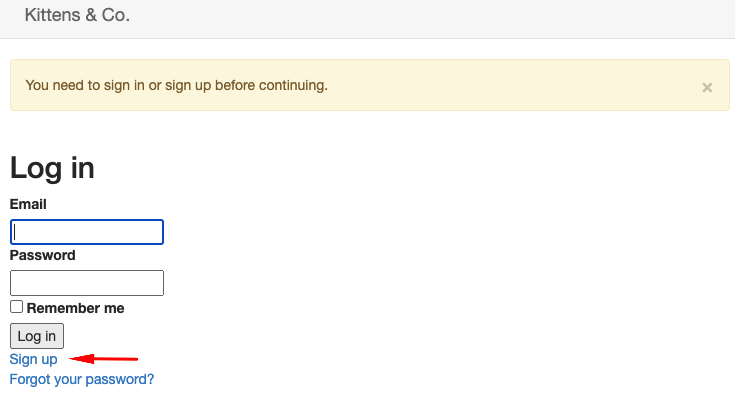 Kittens & Co.
You need to sign in or sign up before continuing.
×
Log in
Email
Password
Remember me
Log in
Sign up
Forgot your password?